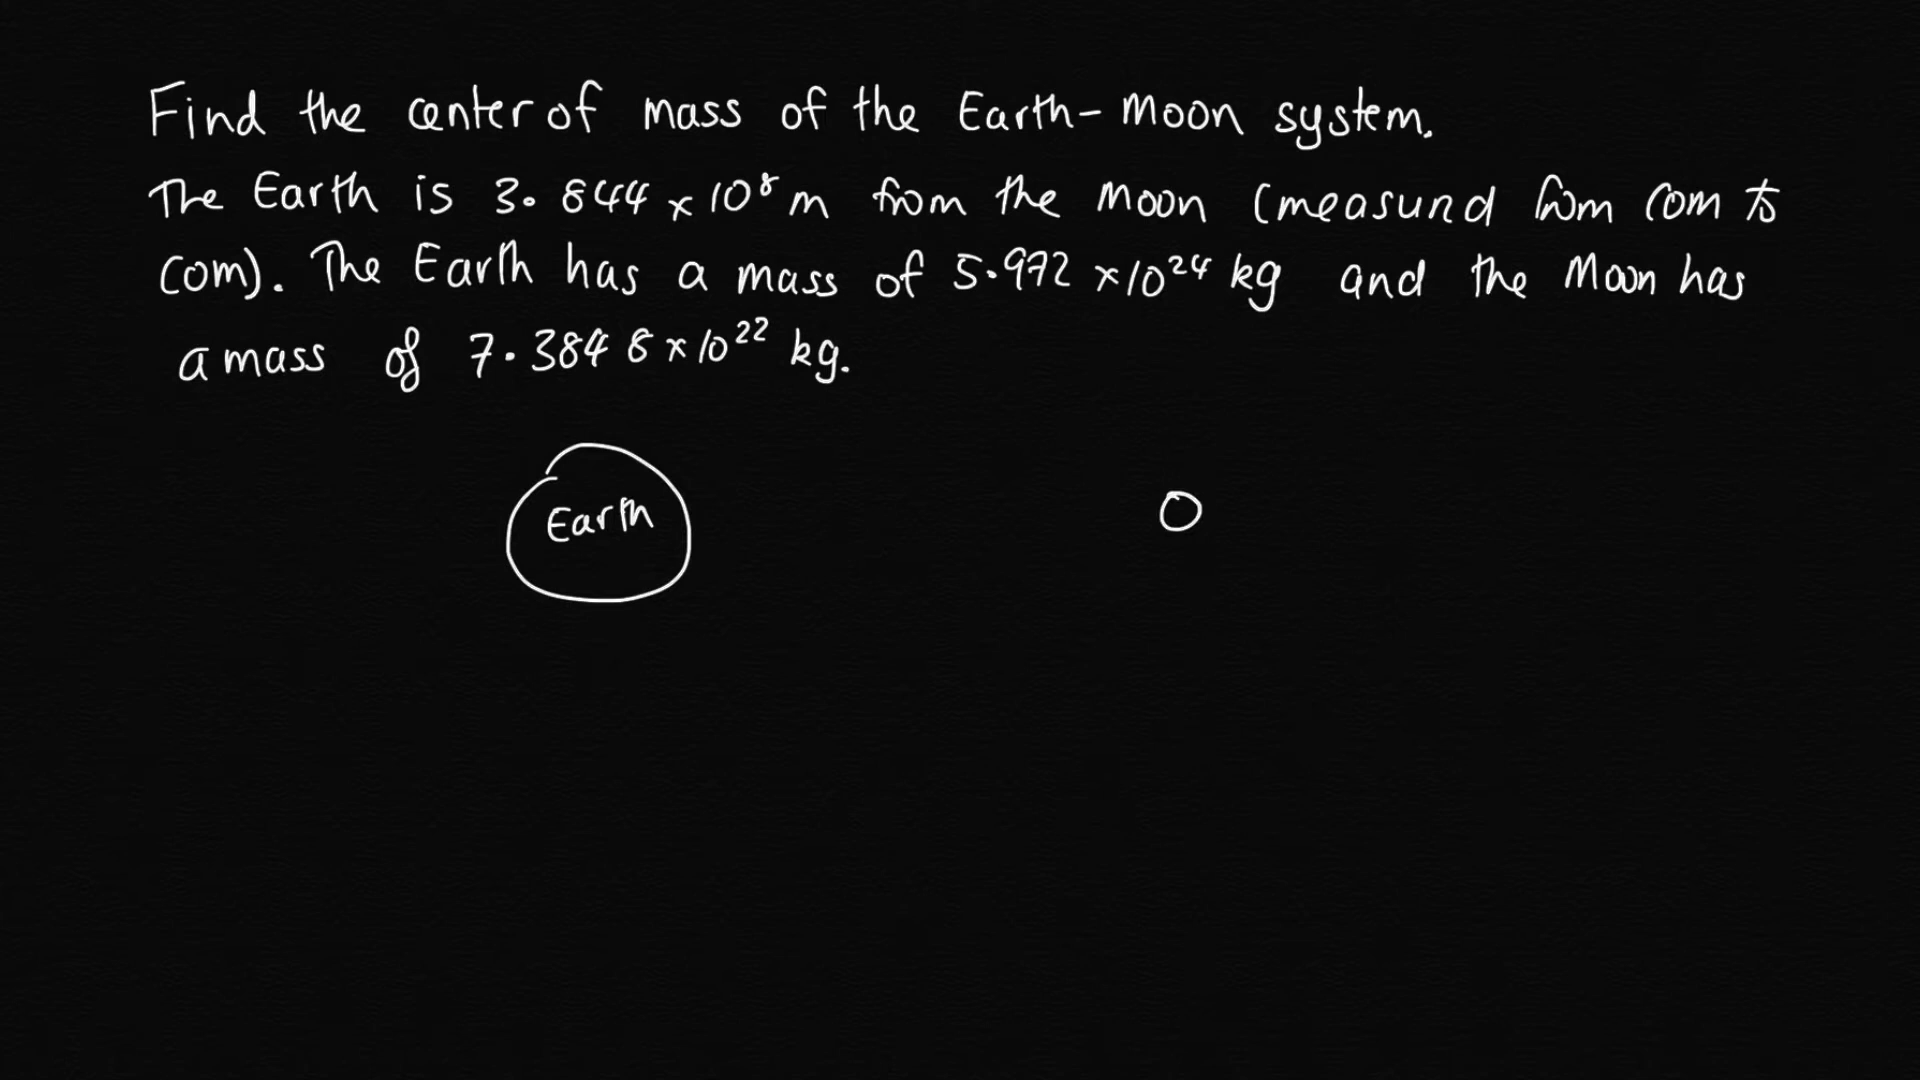 Find the center of mass of the Earth-Moon system.
The Earth is 3.844 x 10⁸ m from the Moon (measured from com to
com). The Earth has a mass of 5.972 x 10²⁴ kg and the Moon has
a mass of 7.3848 x 10²² kg.
Earth